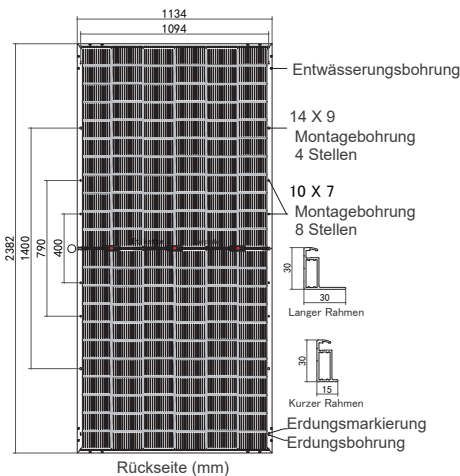 1134
1094
Entwässerungsbohrung
14 X 9
Montagebohrung
4 Stellen
10 X 7
Montagebohrung
8 Stellen
2382
1400
790
400
30
30
Langer Rahmen
30
15
Kurzer Rahmen
Erdungsmarkierung
Erdungsbohrung
Rückseite (mm)